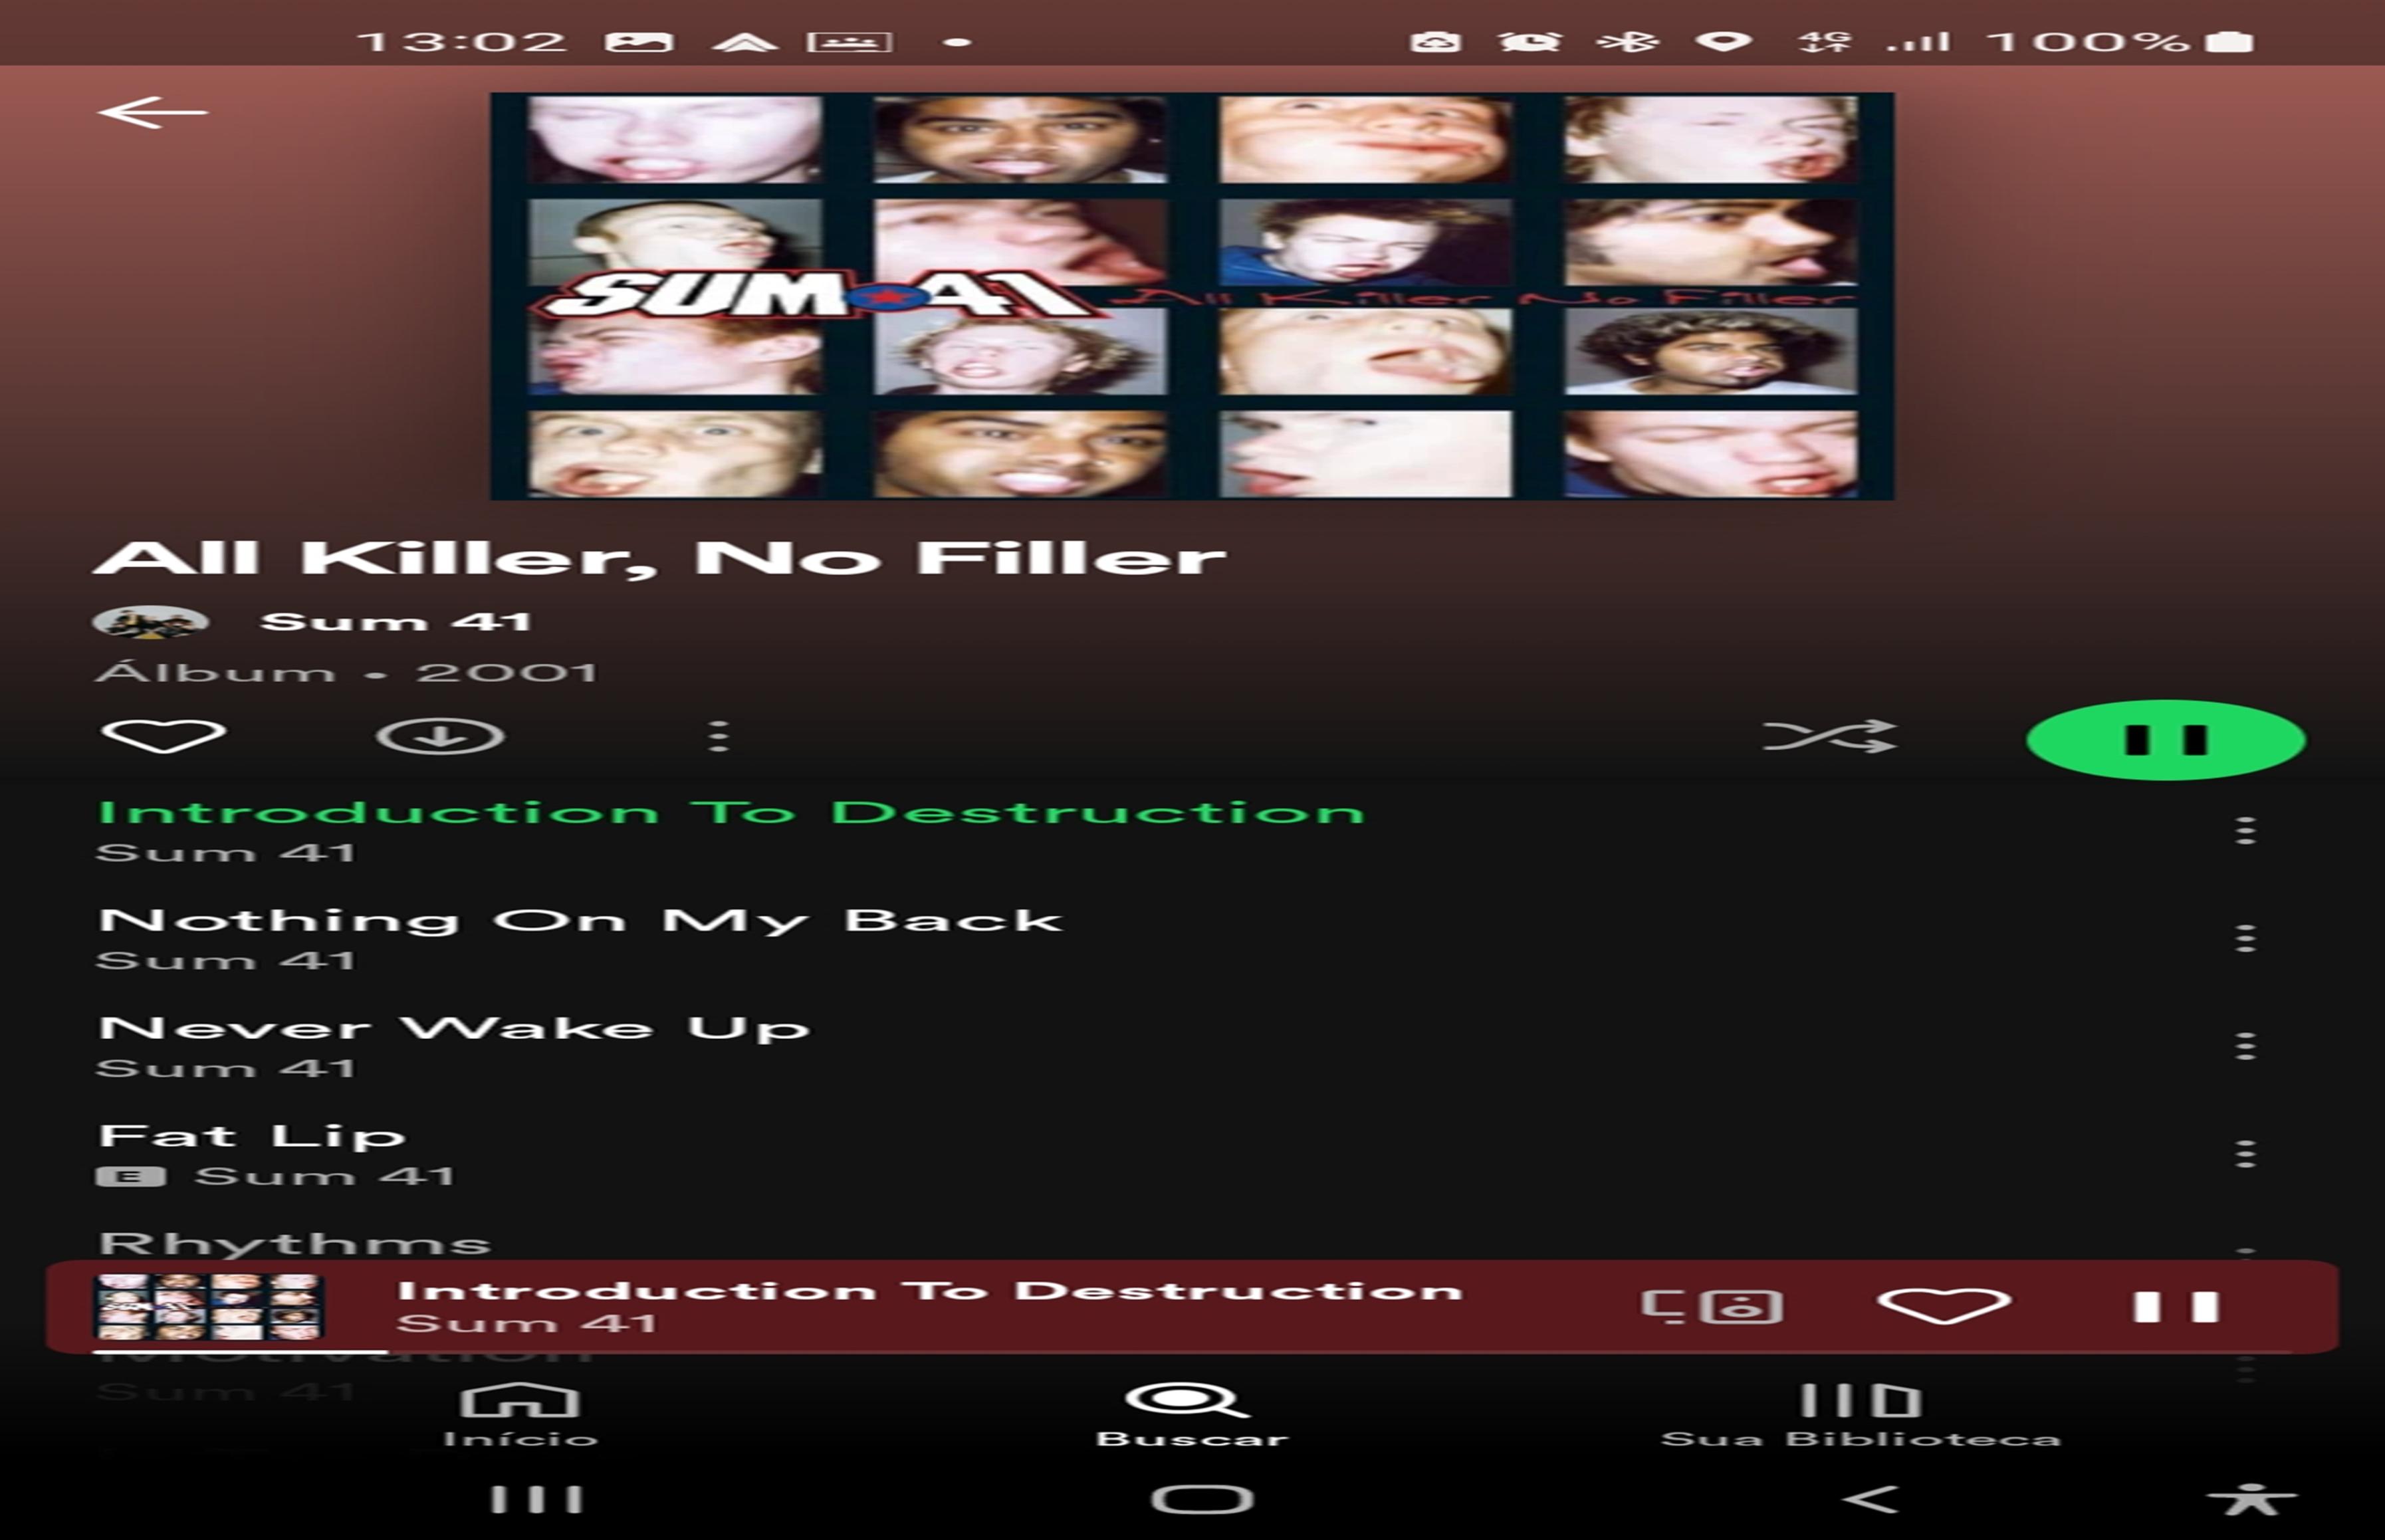 13:02
4G
100%
SUM 41 All Killer No Filler
All Killer, No Filler
Sum 41
Álbum • 2001
Introduction To Destruction
Sum 41
Nothing On My Back
Sum 41
Never Wake Up
Sum 41
Fat Lip
E Sum 41
Rhythms
Introduction To Destruction
Sum 41
Motivation
Sum 41
Início
Buscar
Sua Biblioteca